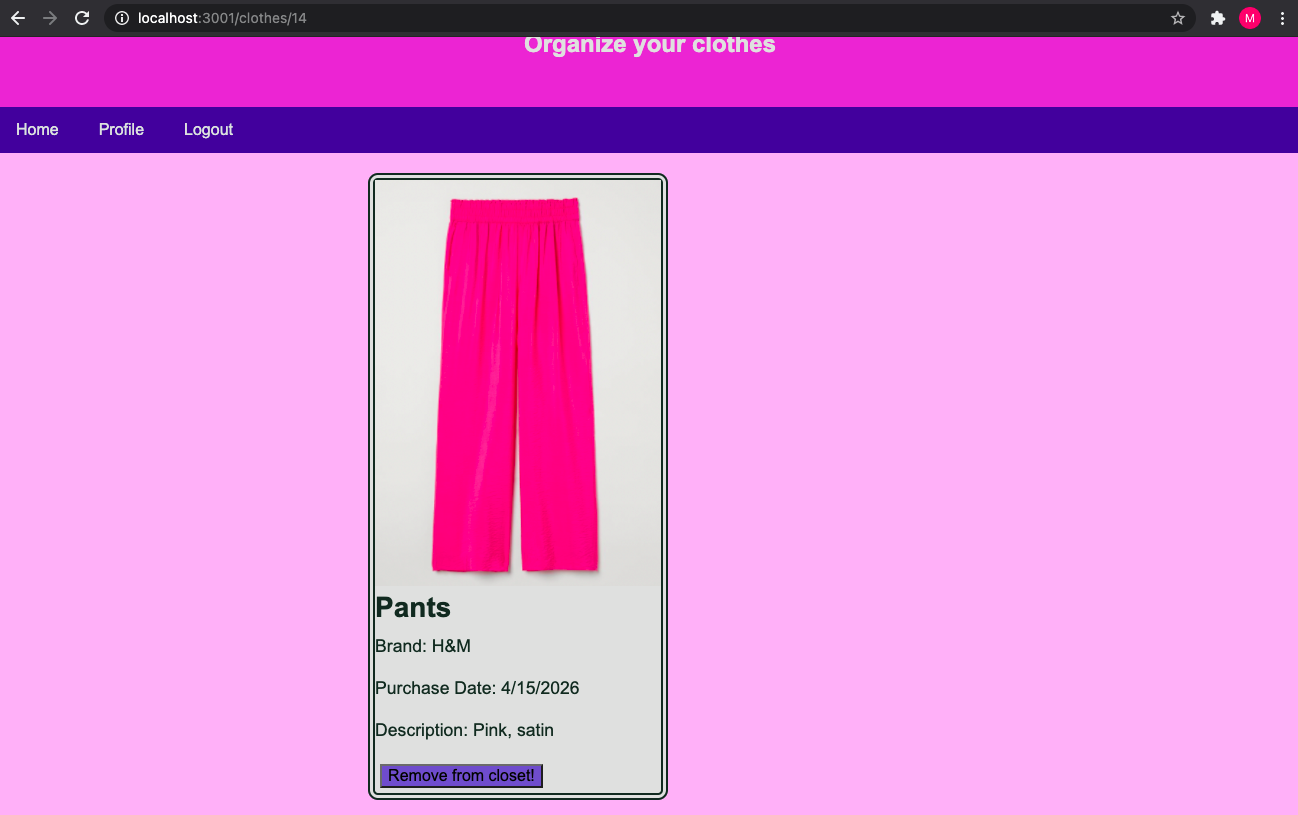 localhost:3001/clothes/14
M
Organize your clothes
Home Profile Logout
Pants
Brand: H&M
Purchase Date: 4/15/2026
Description: Pink, satin
Remove from closet!